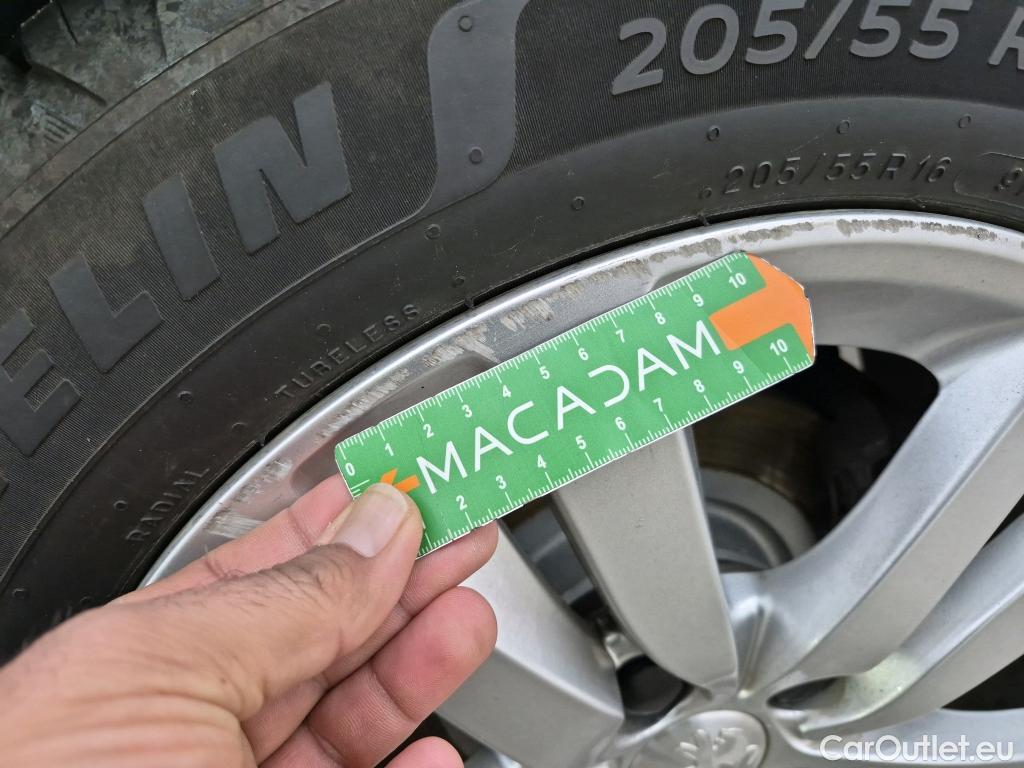 205/55 R
ELIN
205/55R16
TUBELESS
RADIAL
0 1 2 3 4 5 6 7 8 9 10
MACADAM
2 3 4 5 6 7 8 9 10
CarOutlet.eu